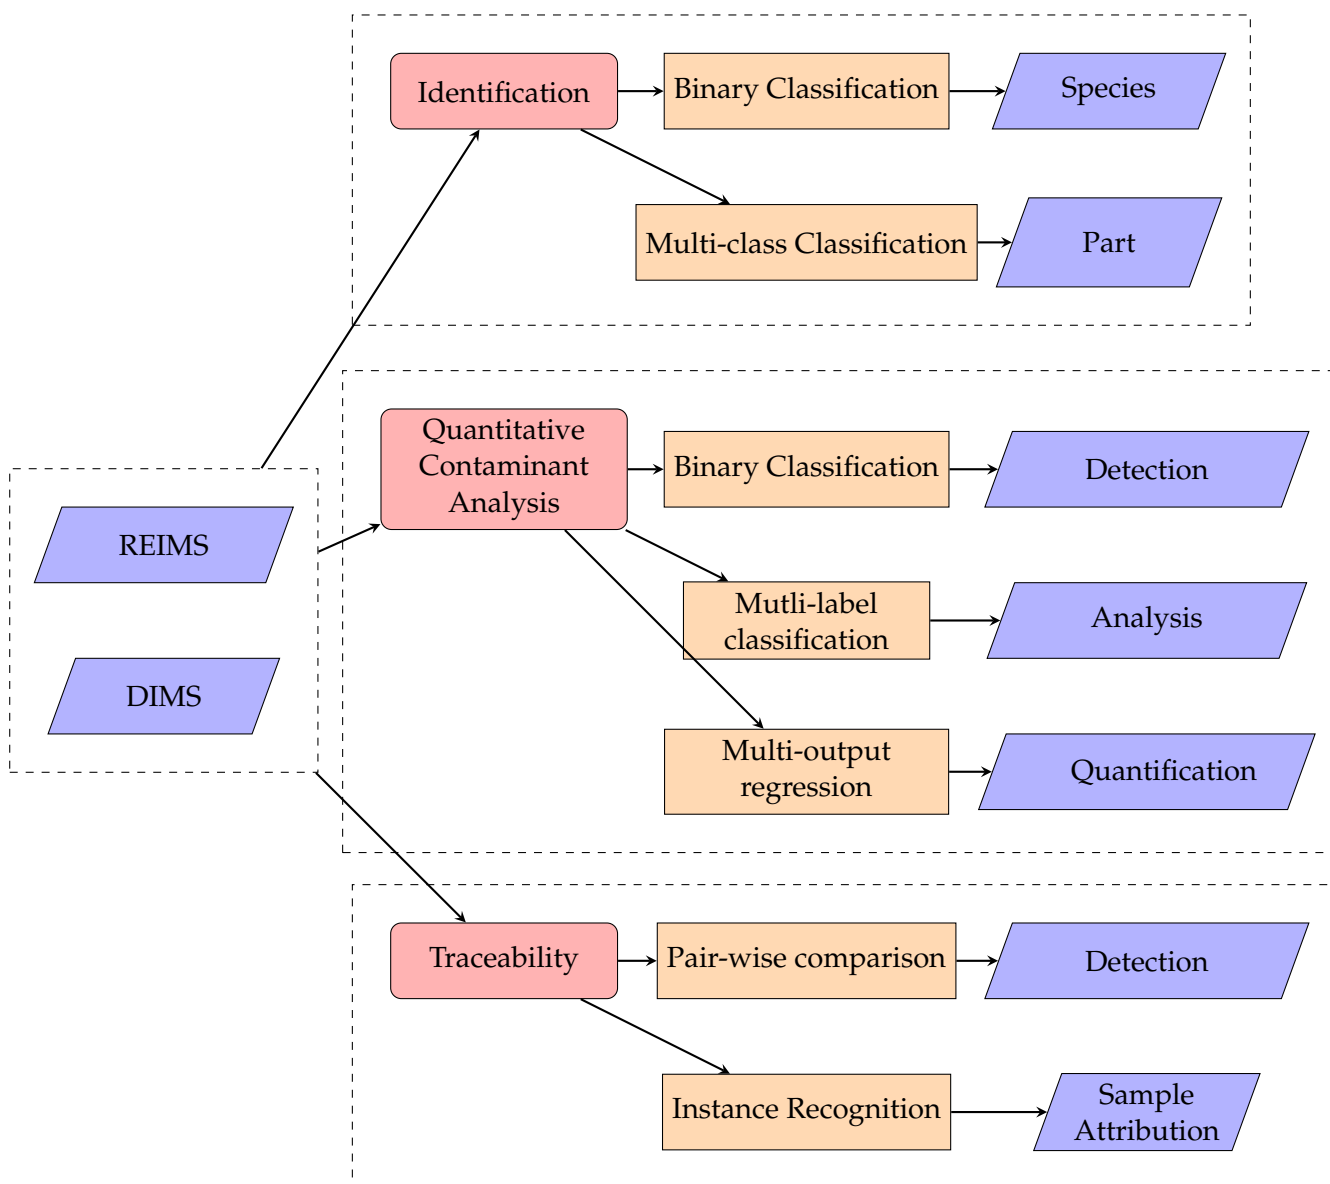 Identification
Binary Classification
Species
Multi-class Classification
Part
Quantitative
Contaminant
Analysis
Binary Classification
Detection
REIMS
Mutli-label
classification
Analysis
DIMS
Multi-output
regression
Quantification
Traceability
Pair-wise comparison
Detection
Instance Recognition
Sample
Attribution